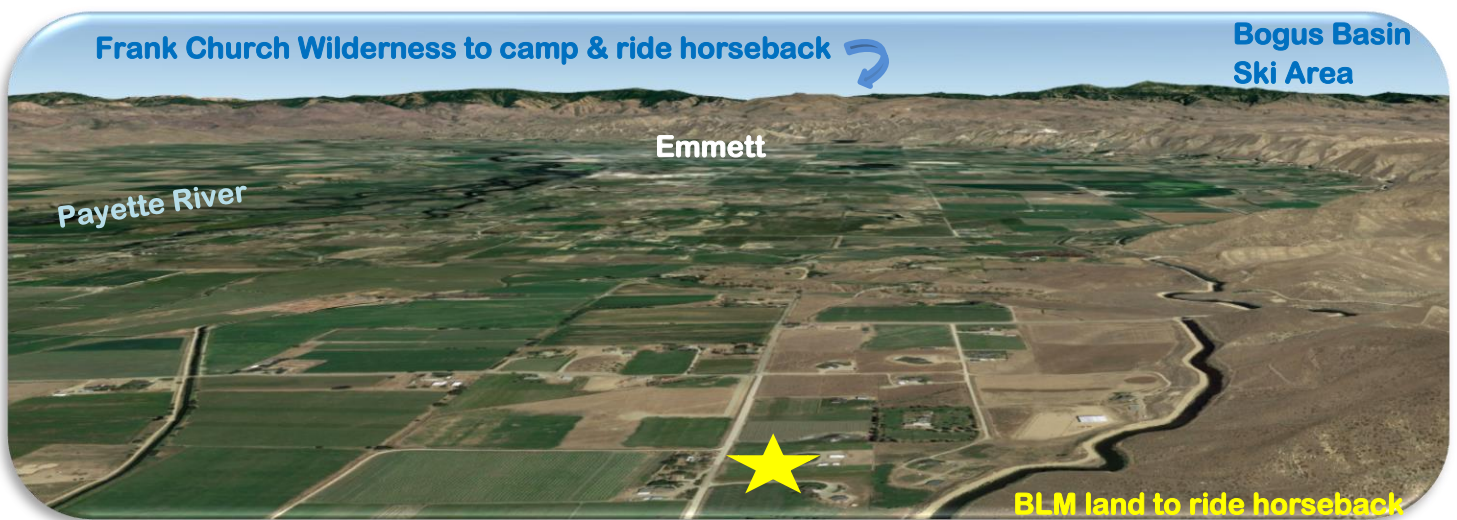 Frank Church Wilderness to camp & ride horseback
Bogus Basin
Ski Area
Emmett
Payette River
BLM land to ride horseback